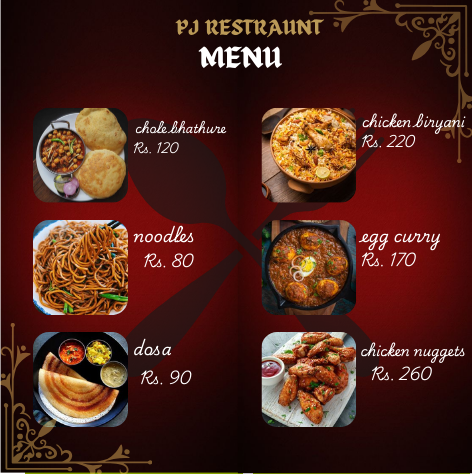 PJ RESTRAUNT
MENU
chole bhathure
Rs. 120
noodles
Rs. 80
dosa
Rs. 90
chicken biryani
Rs. 220
egg curry
Rs. 170
chicken nuggets
Rs. 260